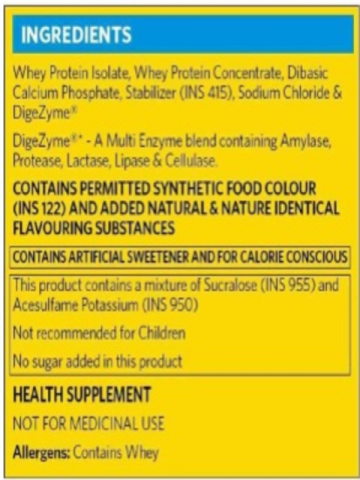 INGREDIENTS
Whey Protein Isolate, Whey Protein Concentrate, Dibasic
Calcium Phosphate, Stabilizer (INS 415), Sodium Chloride &
DigeZyme®
DigeZyme®* - A Multi Enzyme blend containing Amylase,
Protease, Lactase, Lipase & Cellulase.
CONTAINS PERMITTED SYNTHETIC FOOD COLOUR
(INS 122) AND ADDED NATURAL & NATURE IDENTICAL
FLAVOURING SUBSTANCES
CONTAINS ARTIFICIAL SWEETENER AND FOR CALORIE CONSCIOUS
This product contains a mixture of Sucralose (INS 955) and
Acesulfame Potassium (INS 950)
Not recommended for Children
No sugar added in this product
HEALTH SUPPLEMENT
NOT FOR MEDICINAL USE
Allergens: Contains Whey